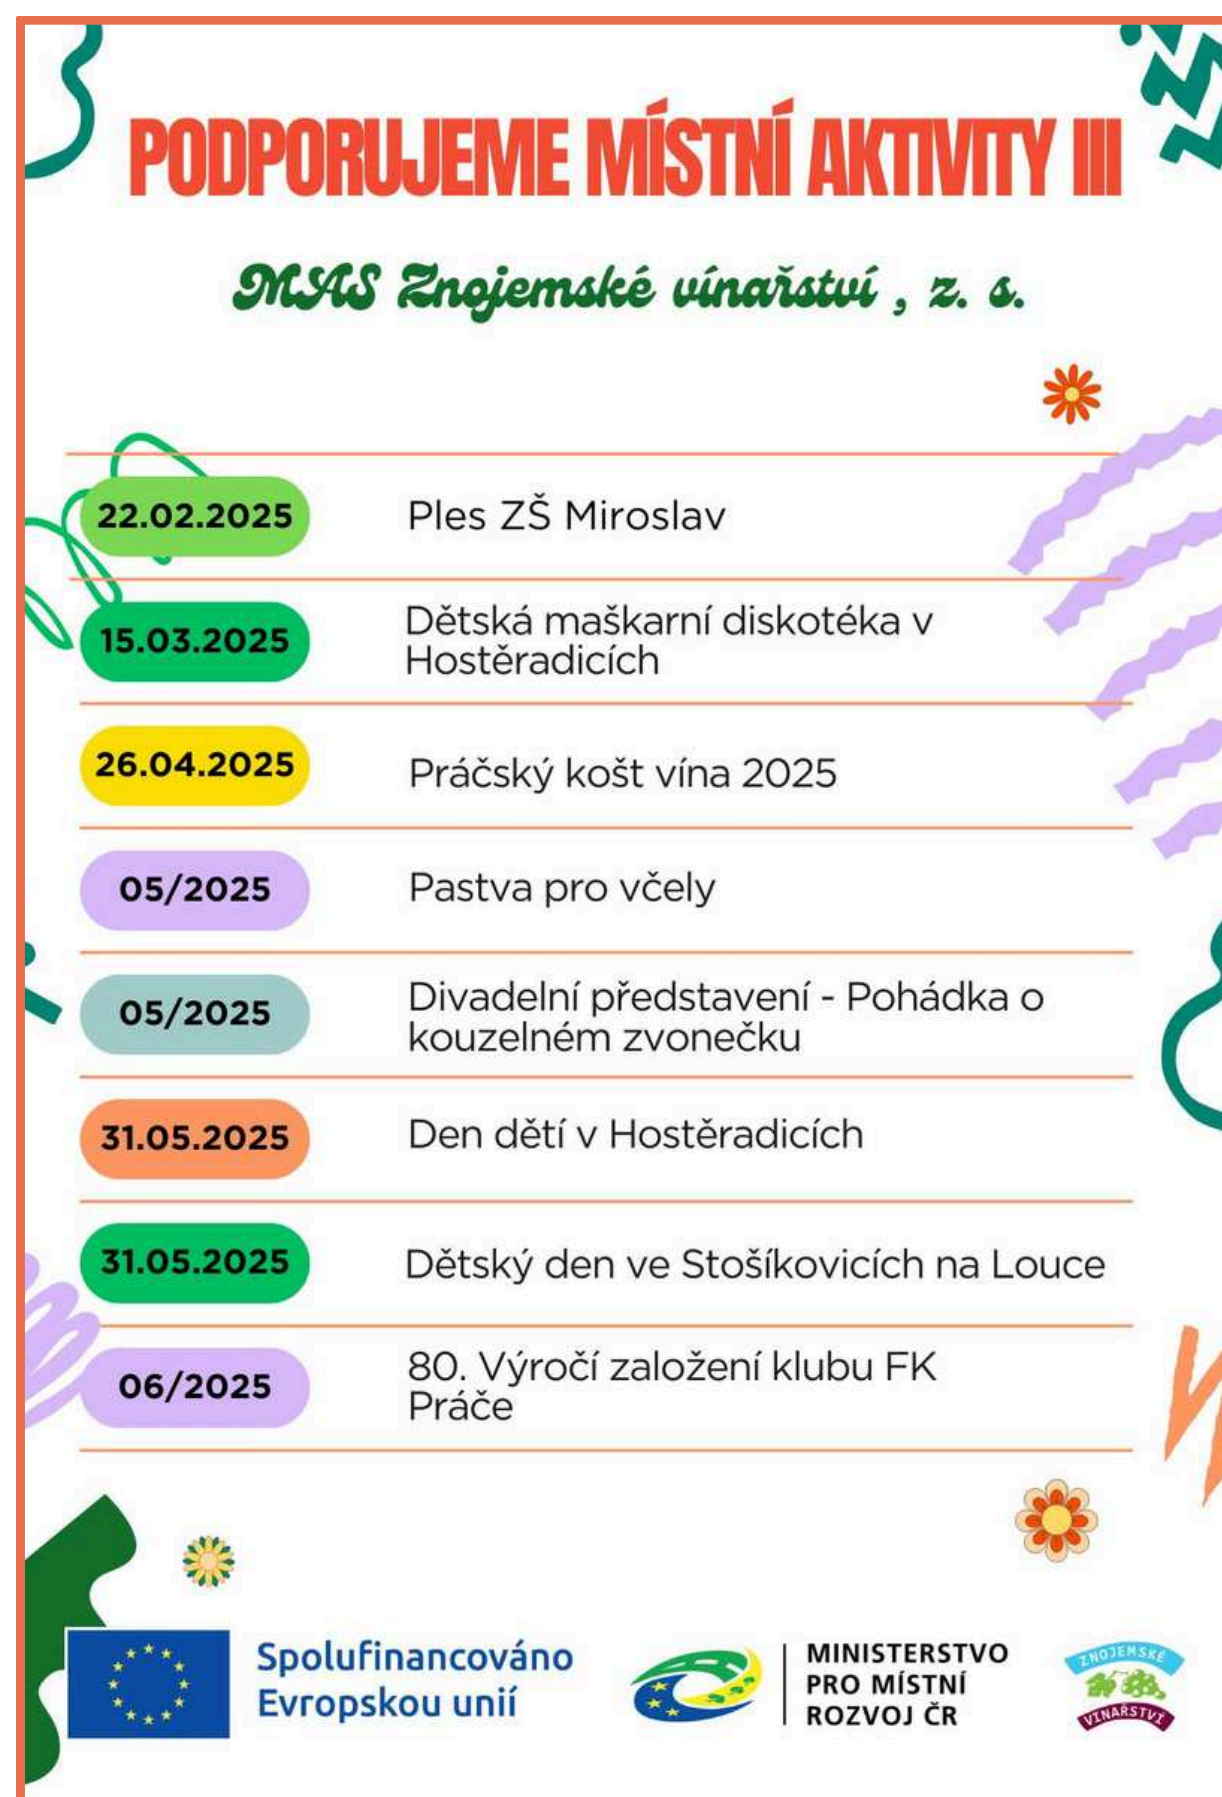 PODPORUJEME MÍSTNÍ AKTIVITY III
MAS Znojemské vínařství , z. s.
22.02.2025
Ples ZŠ Miroslav
15.03.2025
Dětská maškarní diskotéka v
Hostěradicích
26.04.2025
Práčský košt vína 2025
05/2025
Pastva pro včely
05/2025
Divadelní představení - Pohádka o
kouzelném zvonečku
31.05.2025
Den dětí v Hostěradicích
31.05.2025
Dětský den ve Stošíkovicích na Louce
06/2025
80. Výročí založení klubu FK
Práče
Spolufinancováno
Evropskou unií
MINISTERSTVO
PRO MÍSTNÍ
ROZVOJ ČR
ZNOJEMSKÉ
VINAŘSTVÍ